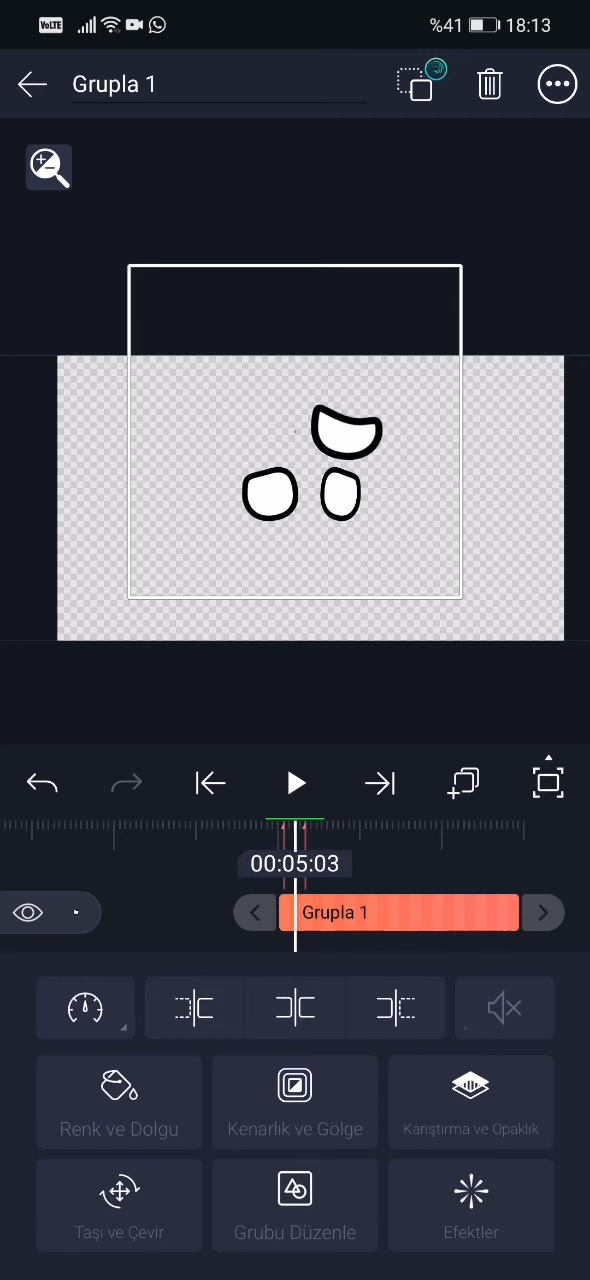 VoLTE %41 18:13
Grupla 1
00:05:03
Grupla 1
Renk ve Dolgu Kenarlık ve Gölge Karıştırma ve Opaklık
Taşı ve Çevir Grubu Düzenle Efektler